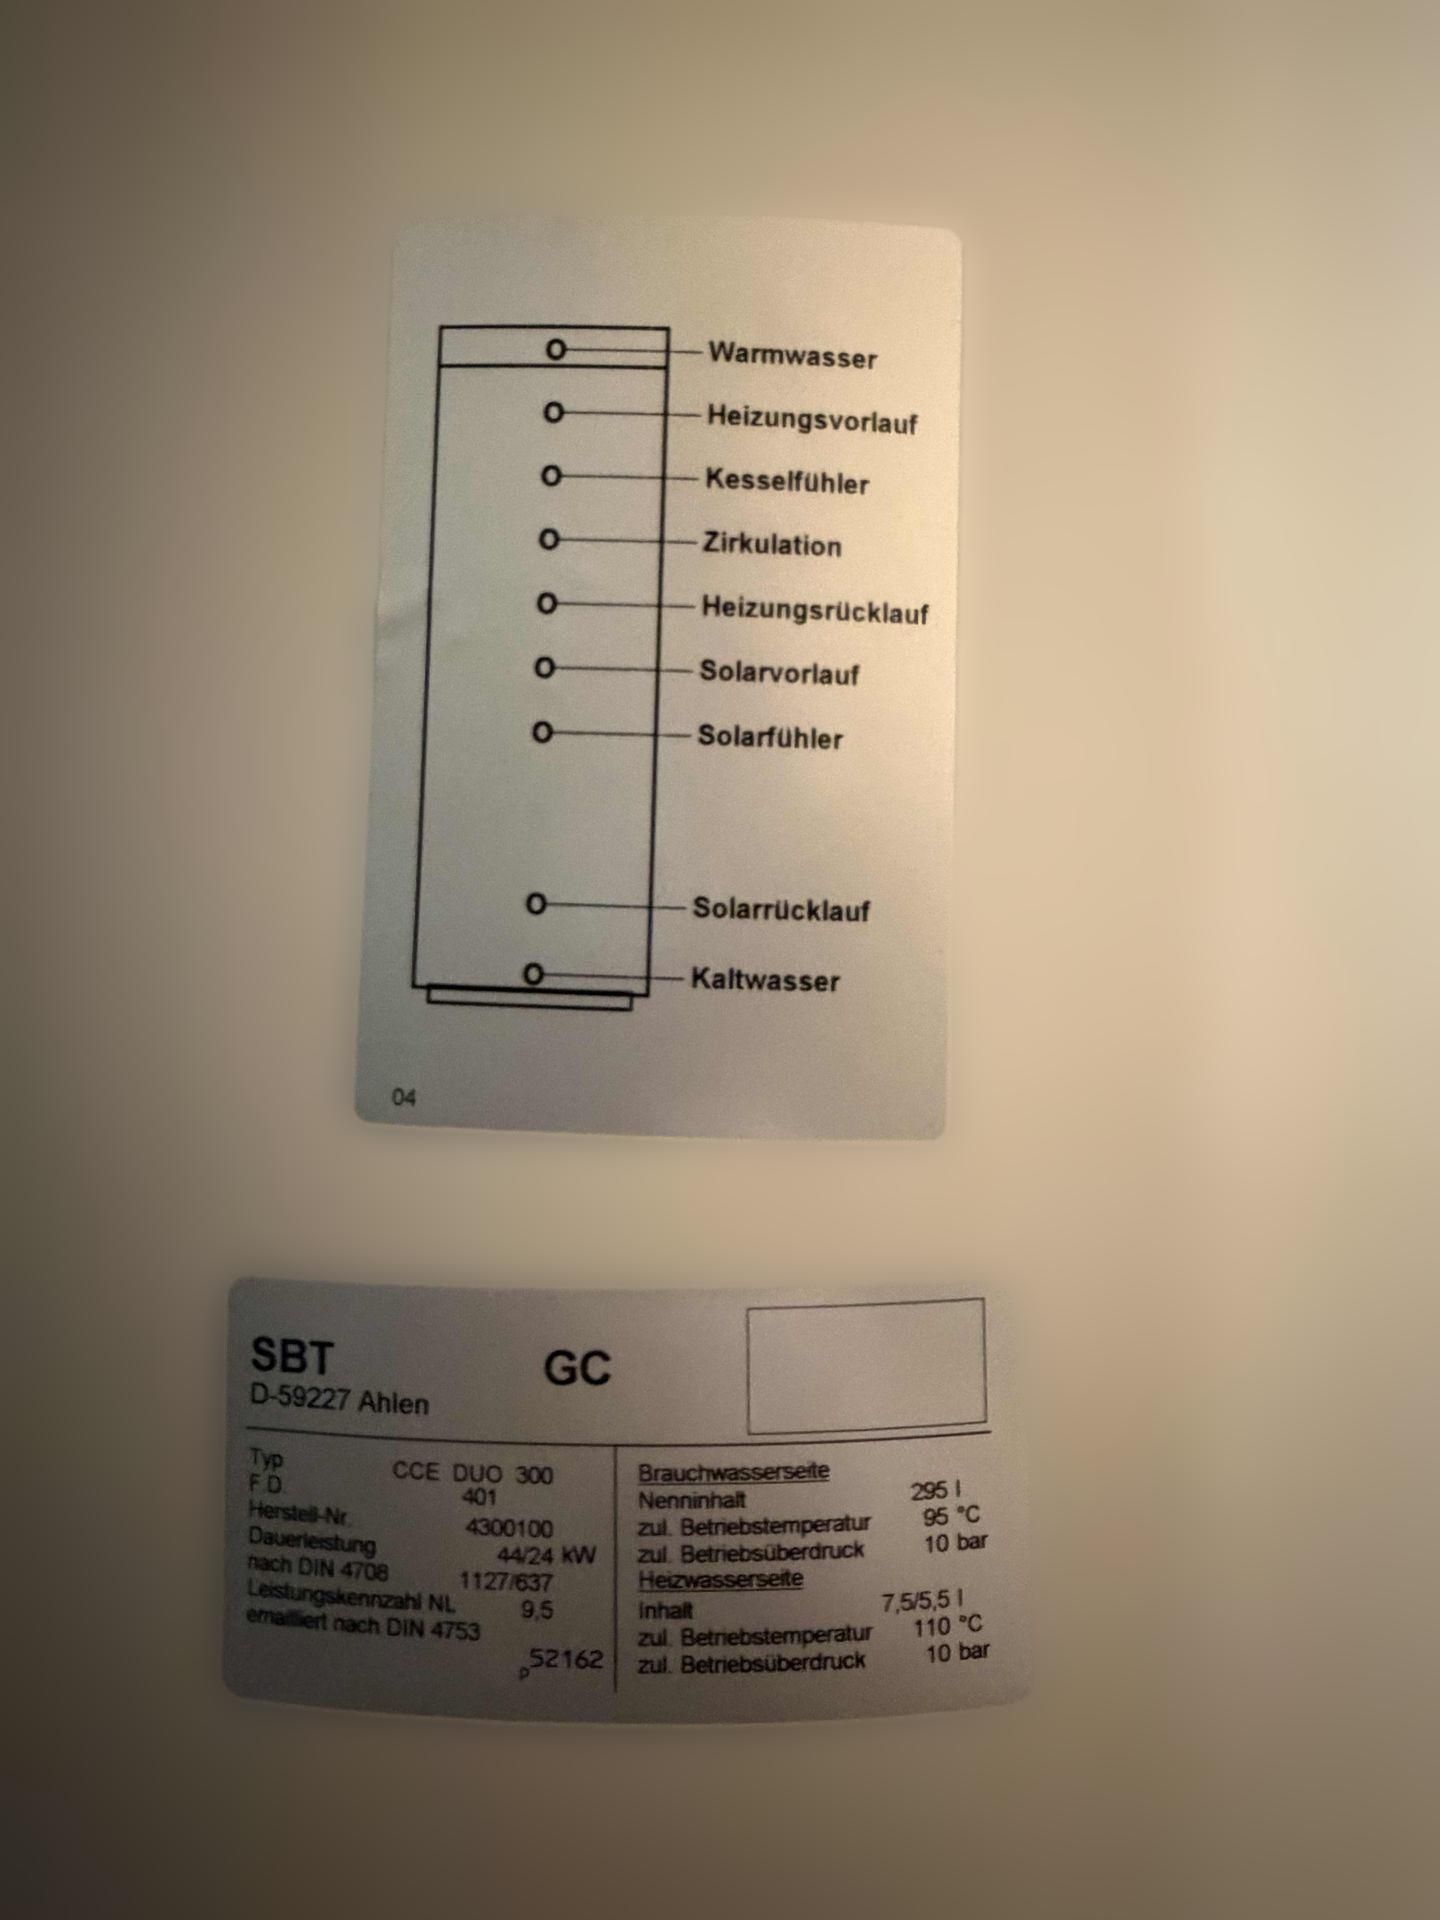 Warmwasser
Heizungsvorlauf
Kesselfühler
Zirkulation
Heizungsrücklauf
Solarvorlauf
Solarfühler
Solarrücklauf
Kaltwasser
04
SBT GC
D-59227 Ahlen
Typ CCE DUO 300
F.D. 401
Herstell-Nr. 4300100
Dauerleistung 44/24 kW
nach DIN 4708 1127/637
Leistungskennzahl NL 9,5
emailliert nach DIN 4753
p52162
Brauchwasserseite
Nenninhalt 295 l
zul. Betriebstemperatur 95 °C
zul. Betriebsüberdruck 10 bar
Heizwasserseite
Inhalt 7,5/5,5 l
zul. Betriebstemperatur 110 °C
zul. Betriebsüberdruck 10 bar